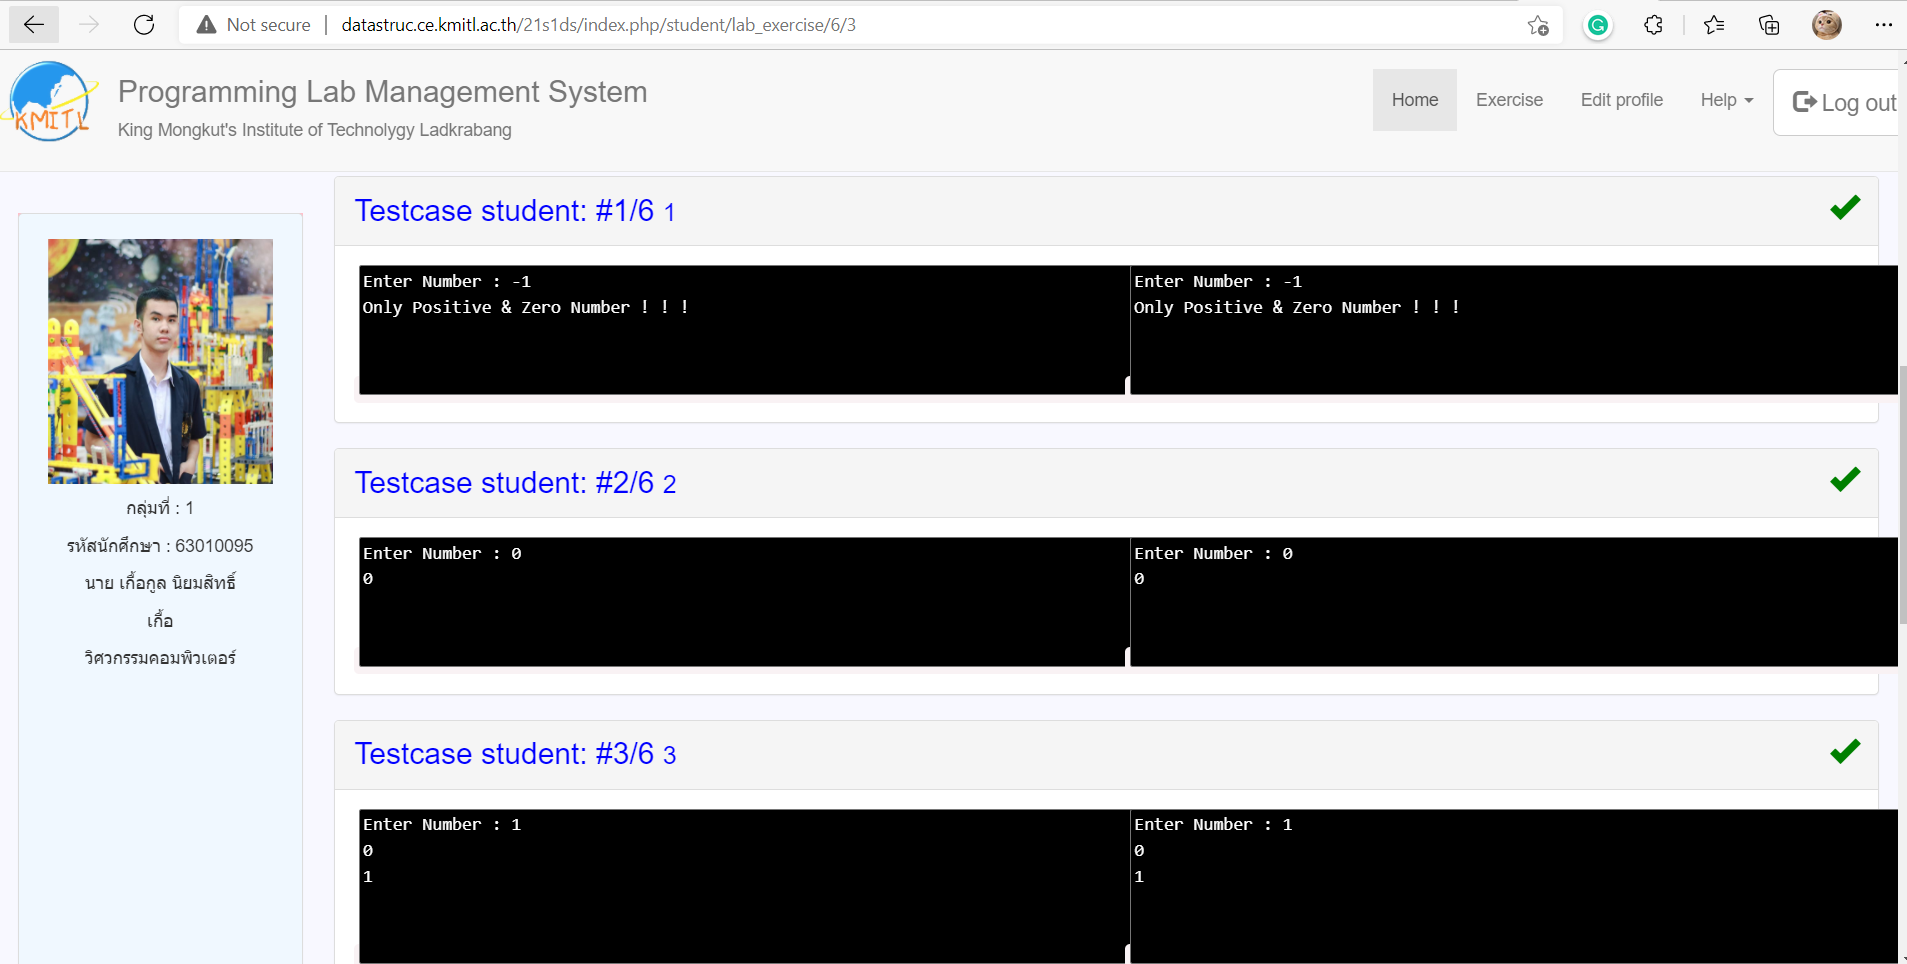 Not secure | datastruc.ce.kmitl.ac.th/21s1ds/index.php/student/lab_exercise/6/3
KMITL
Programming Lab Management System
King Mongkut's Institute of Technolygy Ladkrabang
Home Exercise Edit profile Help Log out
กลุ่มที่ : 1
รหัสนักศึกษา : 63010095
นาย เกื้อกูล นิยมสิทธิ์
เกื้อ
วิศวกรรมคอมพิวเตอร์
Testcase student: #1/6 1
Enter Number : -1
Only Positive & Zero Number ! ! !
Enter Number : -1
Only Positive & Zero Number ! ! !
Testcase student: #2/6 2
Enter Number : 0
0
Enter Number : 0
0
Testcase student: #3/6 3
Enter Number : 1
0
1
Enter Number : 1
0
1